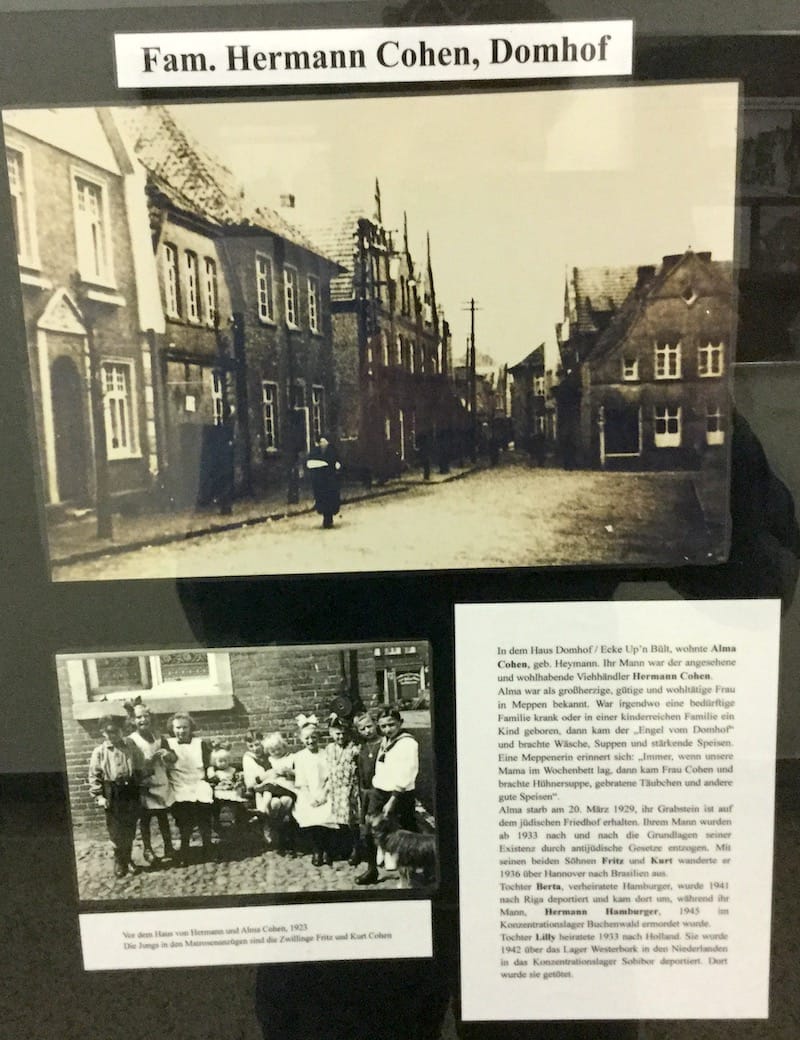 Fam. Hermann Cohen, Domhof
In dem Haus Domhof / Ecke Up'n Bült, wohnte Alma
Cohen, geb. Heymann. Ihr Mann war der angesehene
und wohlhabende Viehhändler Hermann Cohen.
Alma war als großherzige, gütige und wohltätige Frau
in Meppen bekannt. War irgendwo eine bedürftige
Familie krank oder in einer kinderreichen Familie ein
Kind geboren, dann kam der „Engel vom Domhof“
und brachte Wäsche, Suppen und stärkende Speisen.
Eine Meppenerin erinnert sich: „Immer, wenn unsere
Mama im Wochenbett lag, dann kam Frau Cohen und
brachte Hühnersuppe, gebratene Täubchen und andere
gute Speisen“.
Alma starb am 20. März 1929, ihr Grabstein ist auf
dem jüdischen Friedhof erhalten. Ihrem Mann wurden
ab 1933 nach und nach die Grundlagen seiner
Existenz durch antijüdische Gesetze entzogen. Mit
seinen beiden Söhnen Fritz und Kurt wanderte er
1936 über Hannover nach Brasilien aus.
Tochter Berta, verheiratete Hamburger, wurde 1941
nach Riga deportiert und kam dort um, während ihr
Mann, Hermann Hamburger, 1945 im
Konzentrationslager Buchenwald ermordet wurde.
Tochter Lilly heiratete 1933 nach Holland. Sie wurde
1942 über das Lager Westerbork in den Niederlanden
in das Konzentrationslager Sobibor deportiert. Dort
wurde sie getötet.
Vor dem Haus von Hermann und Alma Cohen, 1923
Die Jungs in den Matrosenanzügen sind die Zwillinge Fritz und Kurt Cohen